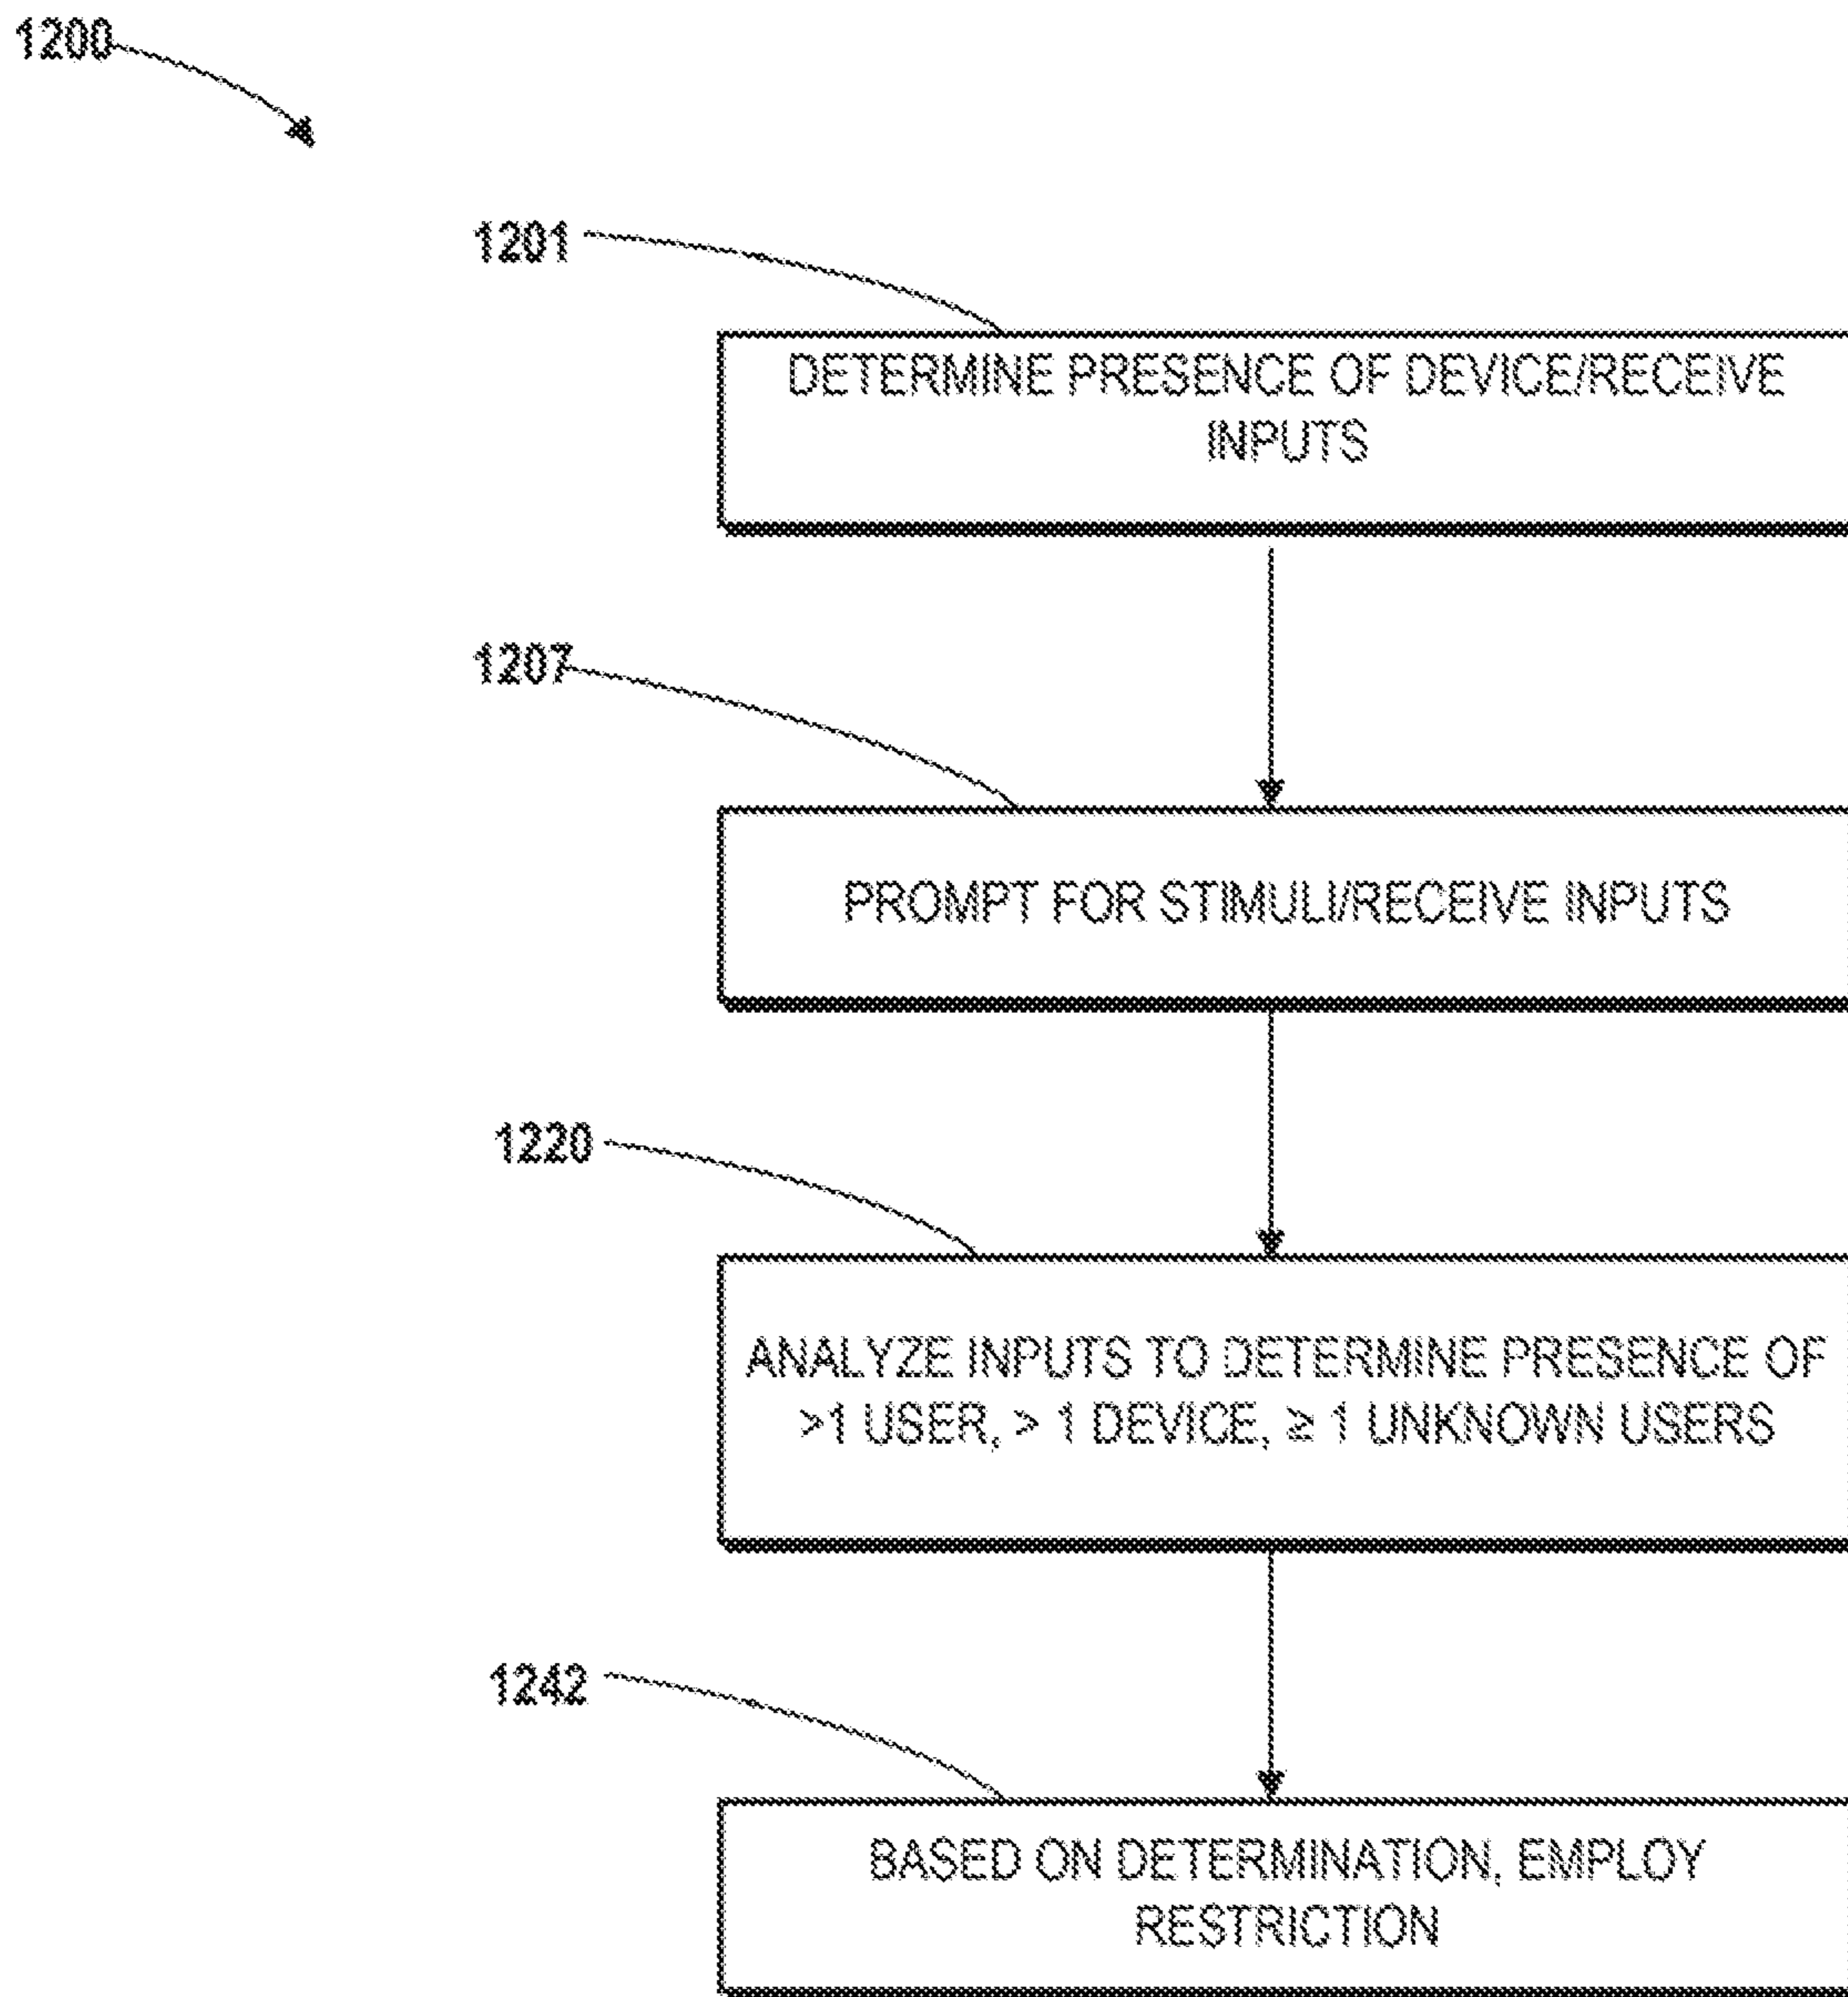 1200
1201
DETERMINE PRESENCE OF DEVICE/RECEIVE
INPUTS
1207
PROMPT FOR STIMULI/RECEIVE INPUTS
1220
ANALYZE INPUTS TO DETERMINE PRESENCE OF
>1 USER, > 1 DEVICE, ≥ 1 UNKNOWN USERS
1242
BASED ON DETERMINATION, EMPLOY
RESTRICTION